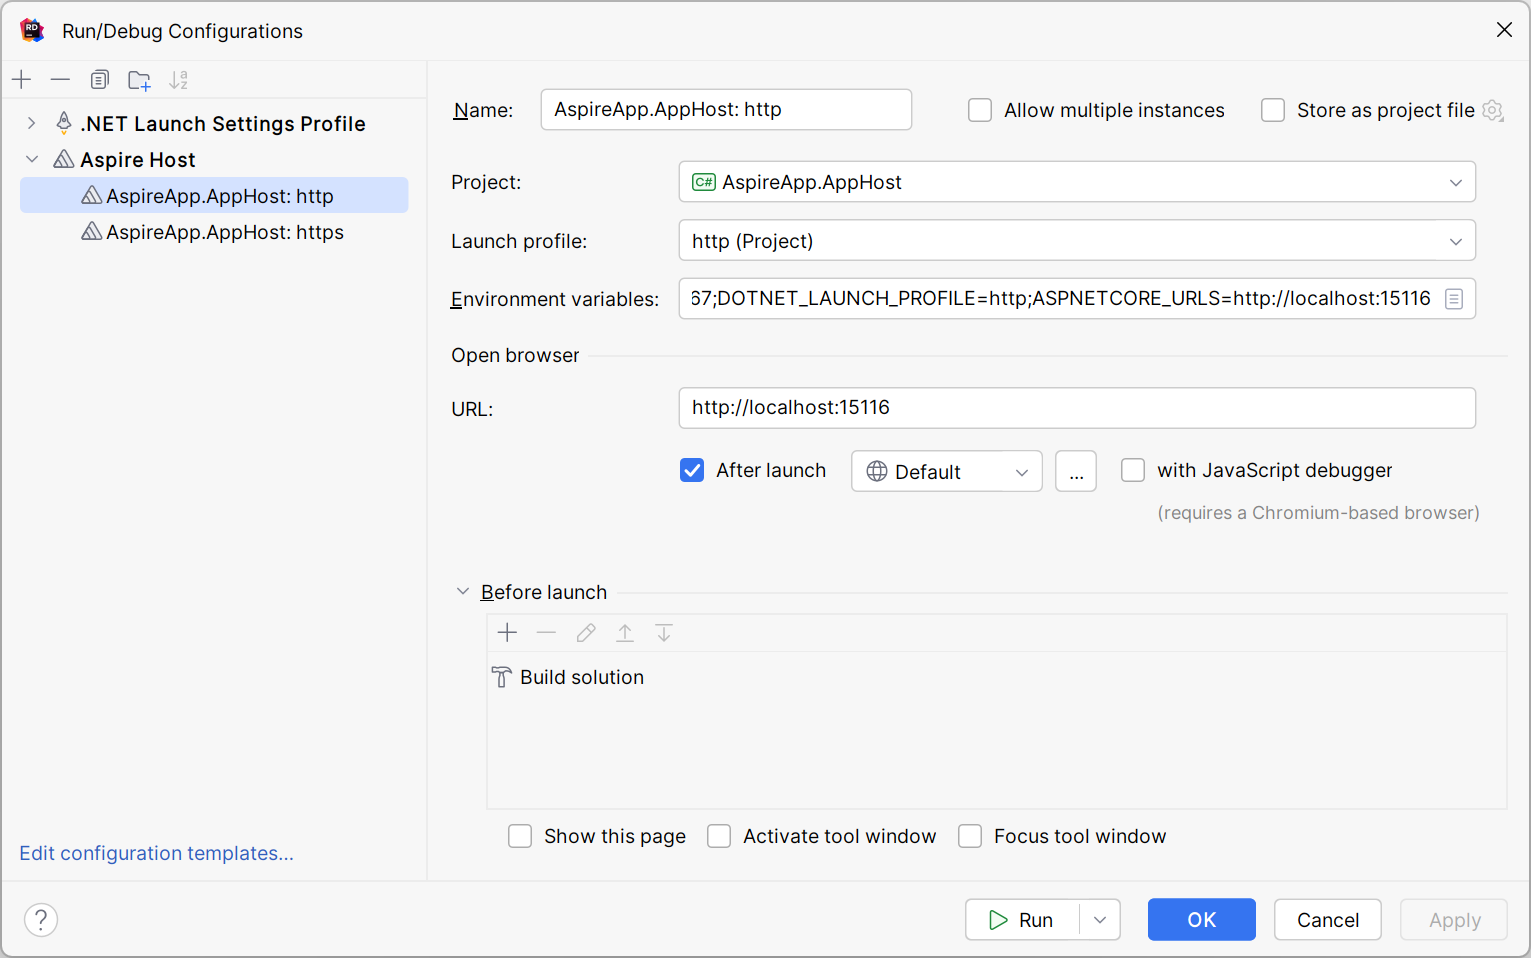 Run/Debug Configurations
.NET Launch Settings Profile
Aspire Host
AspireApp.AppHost: http
AspireApp.AppHost: https
Edit configuration templates...
Name: AspireApp.AppHost: http Allow multiple instances Store as project file
Project: C# AspireApp.AppHost
Launch profile: http (Project)
Environment variables: 67;DOTNET_LAUNCH_PROFILE=http;ASPNETCORE_URLS=http://localhost:15116
Open browser
URL: http://localhost:15116
After launch Default ... with JavaScript debugger
(requires a Chromium-based browser)
Before launch
Build solution
Show this page Activate tool window Focus tool window
? Run OK Cancel Apply